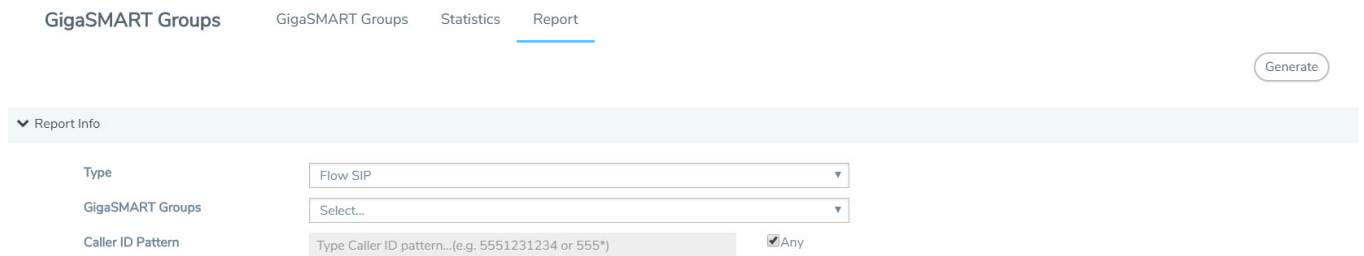 GigaSMART Groups GigaSMART Groups Statistics Report
Generate
Report Info
Type Flow SIP
GigaSMART Groups Select...
Caller ID Pattern Type Caller ID pattern...(e.g. 5551231234 or 555*) Any